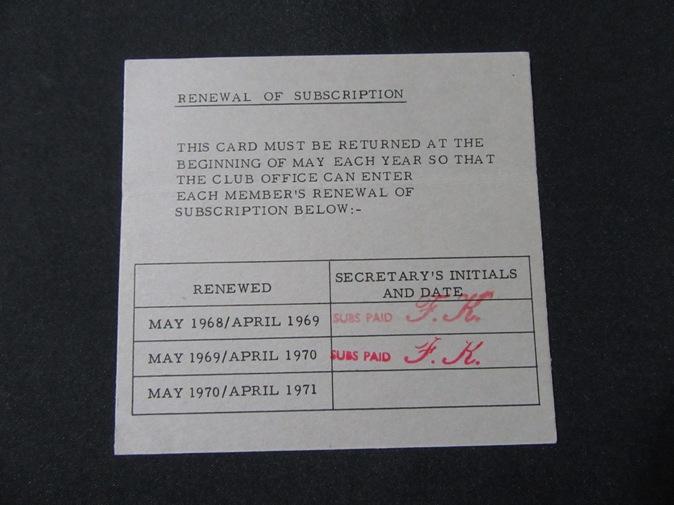 RENEWAL OF SUBSCRIPTION
THIS CARD MUST BE RETURNED AT THE
BEGINNING OF MAY EACH YEAR SO THAT
THE CLUB OFFICE CAN ENTER
EACH MEMBER'S RENEWAL OF
SUBSCRIPTION BELOW:-
RENEWED
SECRETARY'S INITIALS
AND DATE
MAY 1968/APRIL 1969 SUBS PAID F. K.
MAY 1969/APRIL 1970 SUBS PAID F. K.
MAY 1970/APRIL 1971